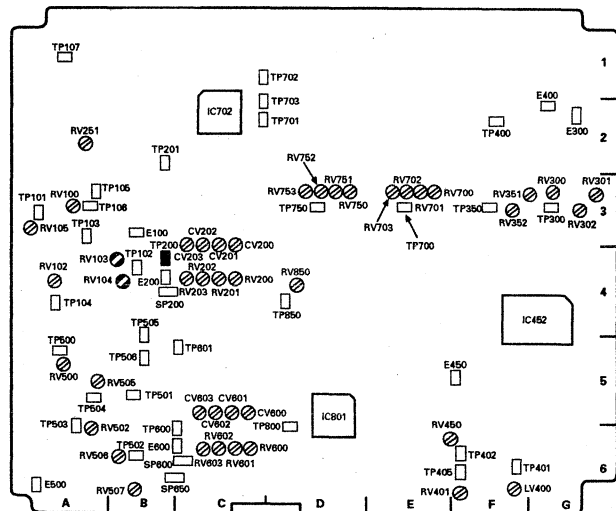 TP107
1
TP702
TP703
IC702
TP701
E400
E300
TP400
2
RV251
TP201
RV752
RV753
RV751
RV750
RV702
RV700
RV351
RV300
RV301
TP105
RV100
TP106
TP101
TP750
RV703
RV701
TP700
TP350
RV352
TP300
RV302
3
RV105
TP103
E100
TP200
CV202
CV200
CV203
CV201
RV103
TP102
RV102
RV104
E200
RV202
RV200
RV850
4
SP200
RV203
RV201
TP104
TP850
IC452
TP505
TP500
TP506
TP601
RV500
E450
5
RV505
TP501
TP504
CV603
CV601
CV602
CV600
IC801
TP503
RV502
TP600
TP800
RV450
TP502
E600
RV602
RV600
RV506
SP600
RV603
RV601
TP402
TP405
TP401
6
E500
RV507
SP650
RV401
LV400
A
B
C
D
E
F
G